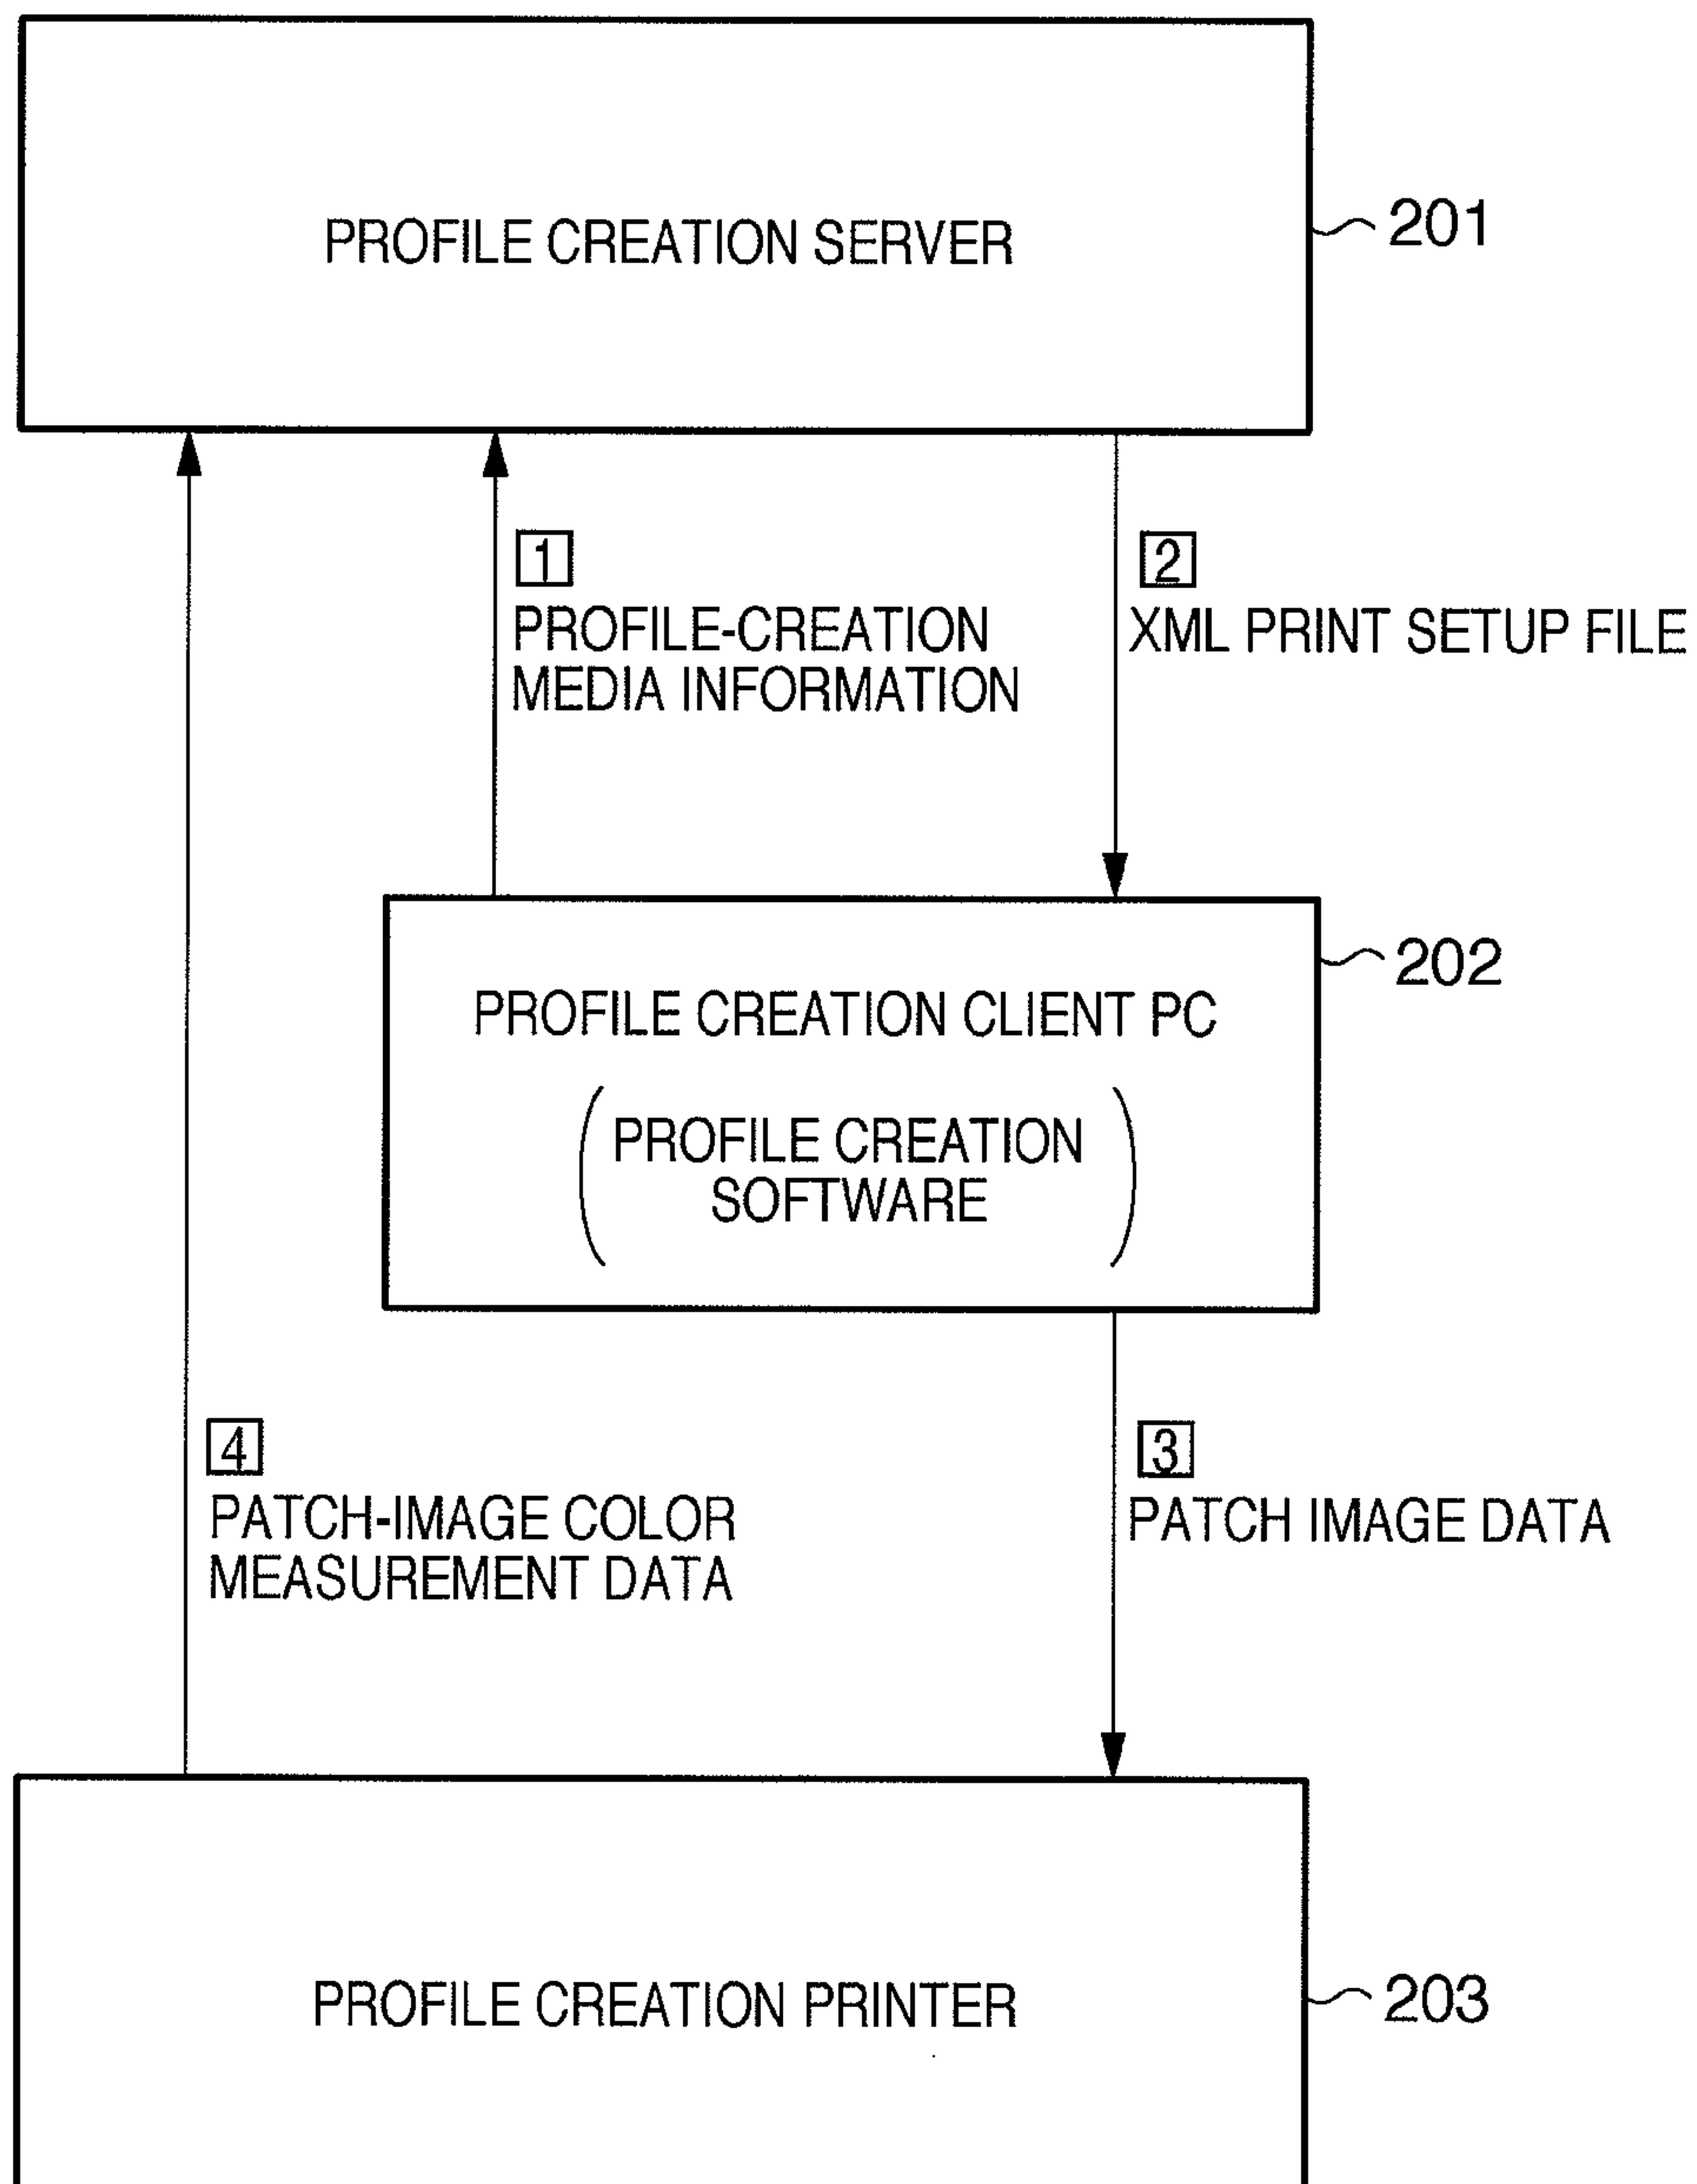 PROFILE CREATION SERVER
201
1
PROFILE-CREATION
MEDIA INFORMATION
2
XML PRINT SETUP FILE
202
PROFILE CREATION CLIENT PC
PROFILE CREATION
SOFTWARE
4
PATCH-IMAGE COLOR
MEASUREMENT DATA
3
PATCH IMAGE DATA
PROFILE CREATION PRINTER
203